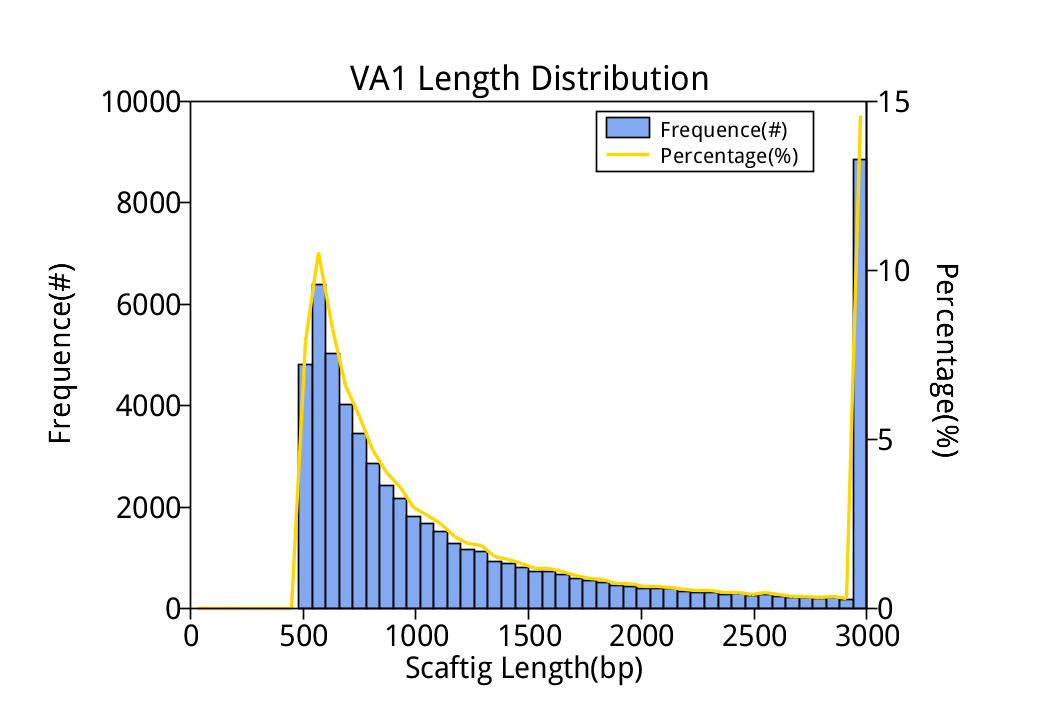 VA1 Length Distribution
Frequence(#)
Percentage(%)
10000
8000
6000
4000
2000
0
15
10
5
0
Frequence(#)
Percentage(%)
0 500 1000 1500 2000 2500 3000
Scaftig Length(bp)